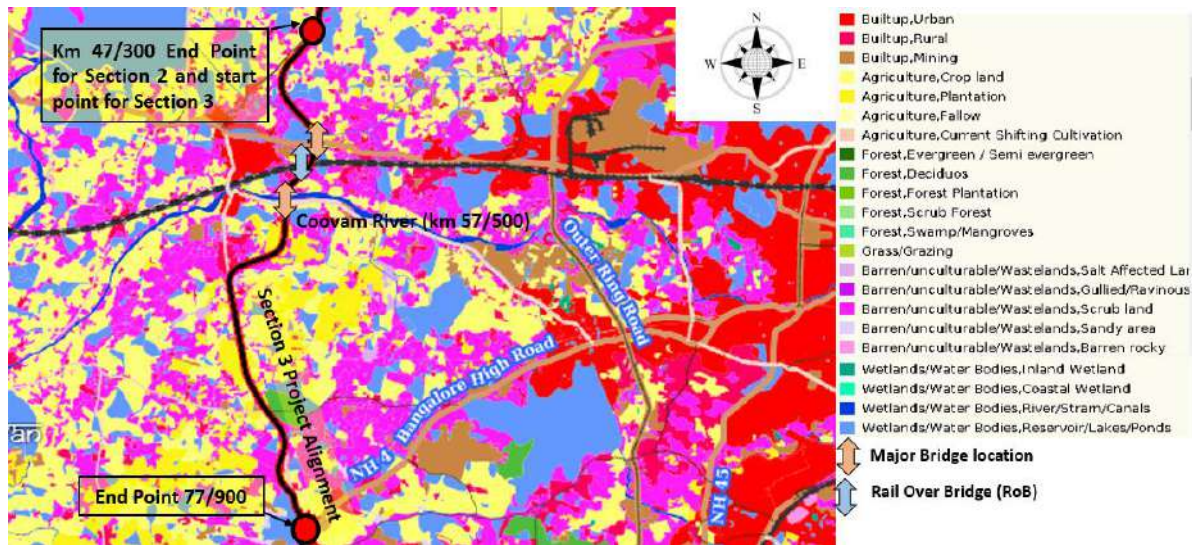 Km 47/300 End Point
for Section 2 and start
point for Section 3
N
W
E
S
Coovam River (km 57/500)
Outer Ring Road
Section 3 Project Alignment
Bangalore High Road
NH 4
NH 45
an
End Point 77/900
Builtup,Urban
Builtup,Rural
Builtup,Mining
Agriculture,Crop land
Agriculture,Plantation
Agriculture,Fallow
Agriculture,Current Shifting Cultivation
Forest,Evergreen / Semi evergreen
Forest,Deciduos
Forest,Forest Plantation
Forest,Scrub Forest
Forest,Swamp/Mangroves
Grass/Grazing
Barren/unculturable/Wastelands,Salt Affected Lar
Barren/unculturable/Wastelands,Gullied/Ravinous
Barren/unculturable/Wastelands,Scrub land
Barren/unculturable/Wastelands,Sandy area
Barren/unculturable/Wastelands,Barren rocky
Wetlands/Water Bodies,Inland Wetland
Wetlands/Water Bodies,Coastal Wetland
Wetlands/Water Bodies,River/Stram/Canals
Wetlands/Water Bodies,Reservoir/Lakes/Ponds
Major Bridge location
Rail Over Bridge (RoB)